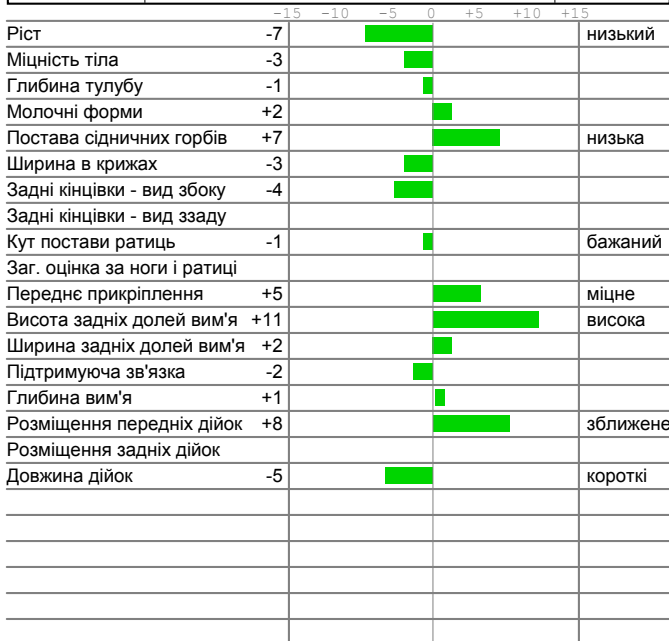 -15 -10 -5 0 +5 +10 +15
Ріст -7 низький
Міцність тіла -3
Глибина тулубу -1
Молочні форми +2
Постава сідничних горбів +7 низька
Ширина в крижах -3
Задні кінцівки - вид збоку -4
Задні кінцівки - вид ззаду
Кут постави ратиць -1 бажаний
Заг. оцінка за ноги і ратиці
Переднє прикріплення +5 міцне
Висота задніх долей вим'я +11 висока
Ширина задніх долей вим'я +2
Підтримуюча зв'язка -2
Глибина вим'я +1
Розміщення передніх дійок +8 зближене
Розміщення задніх дійок
Довжина дійок -5 короткі